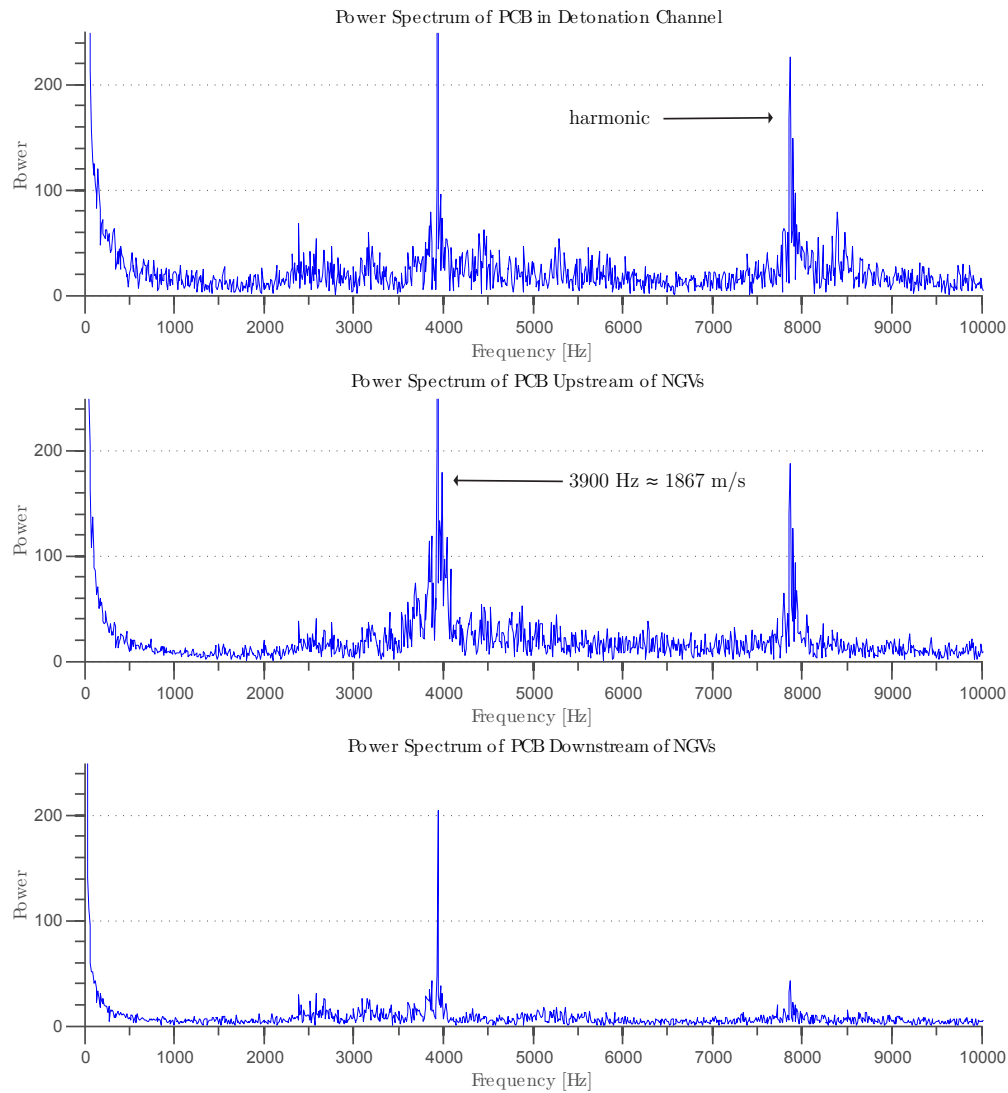 Power Spectrum of PCB in Detonation Channel
200
100
0
Power
harmonic
0 1000 2000 3000 4000 5000 6000 7000 8000 9000 10000
Frequency [Hz]
Power Spectrum of PCB Upstream of NGVs
200
100
0
Power
3900 Hz ≈ 1867 m/s
0 1000 2000 3000 4000 5000 6000 7000 8000 9000 10000
Frequency [Hz]
Power Spectrum of PCB Downstream of NGVs
200
100
0
Power
0 1000 2000 3000 4000 5000 6000 7000 8000 9000 10000
Frequency [Hz]